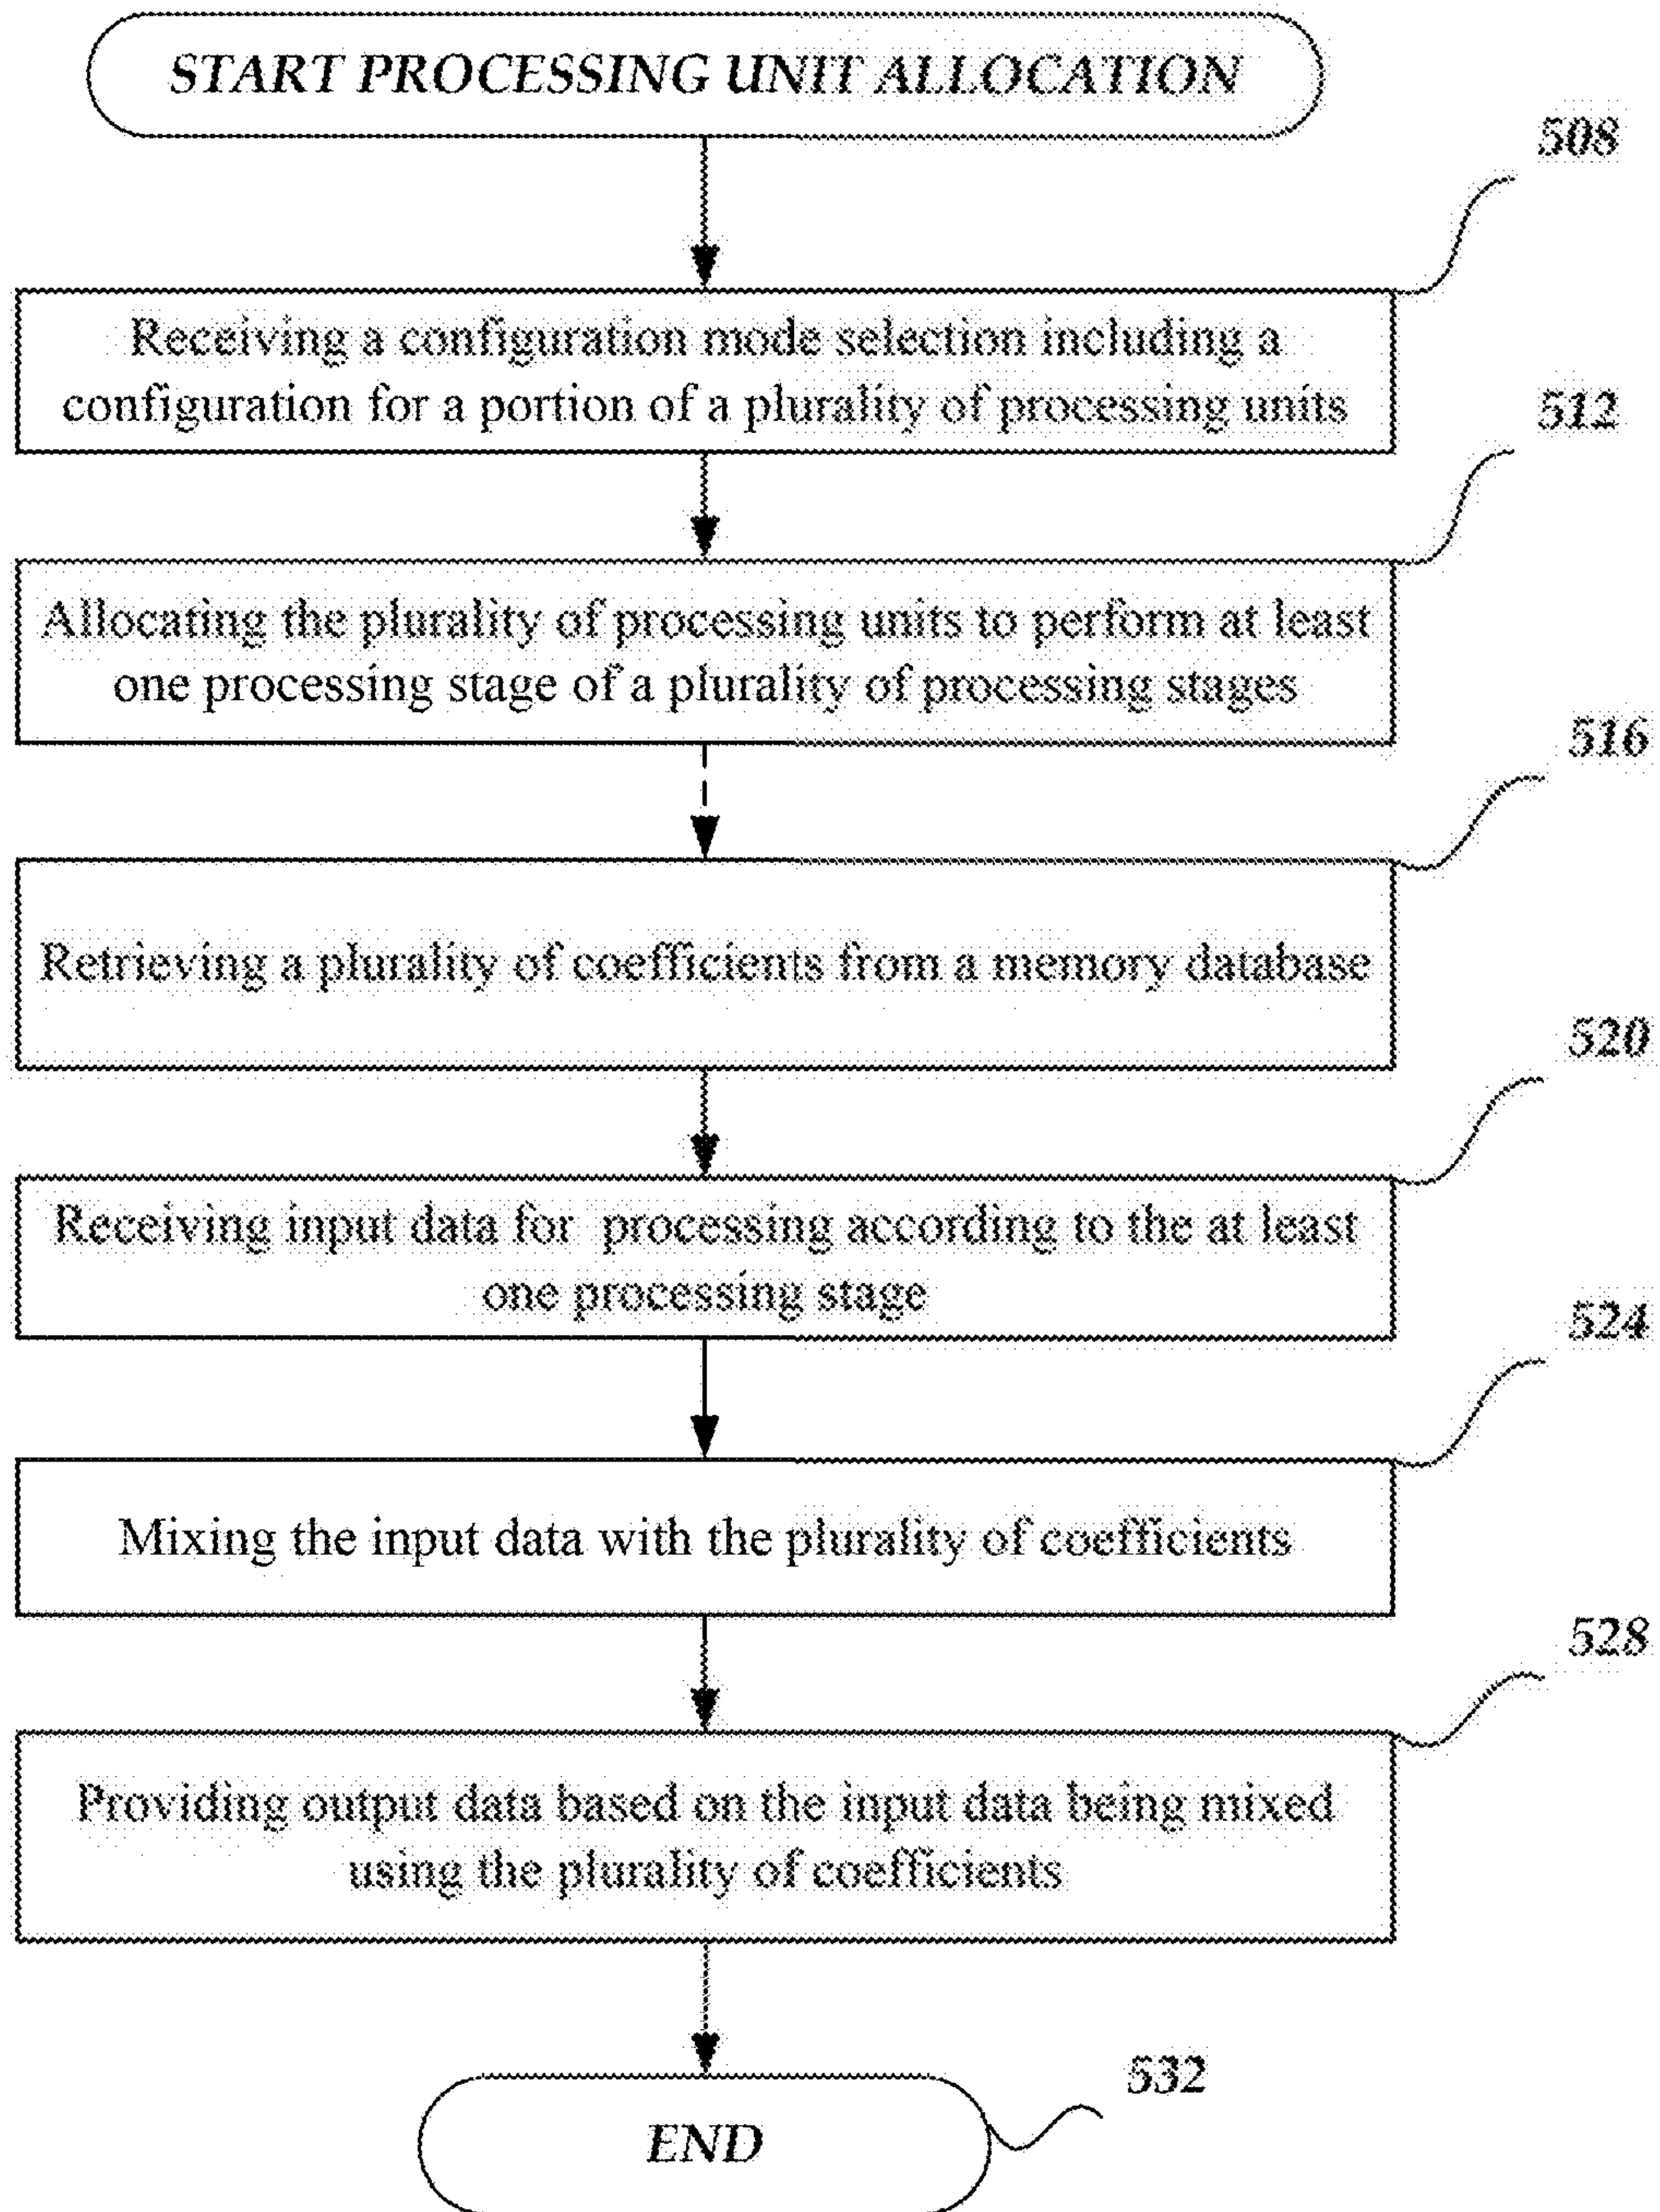 START PROCESSING UNIT ALLOCATION
508
Receiving a configuration mode selection including a
configuration for a portion of a plurality of processing units
512
Allocating the plurality of processing units to perform at least
one processing stage of a plurality of processing stages
516
Retrieving a plurality of coefficients from a memory database
520
Receiving input data for processing according to the at least
one processing stage
524
Mixing the input data with the plurality of coefficients
528
Providing output data based on the input data being mixed
using the plurality of coefficients
532
END